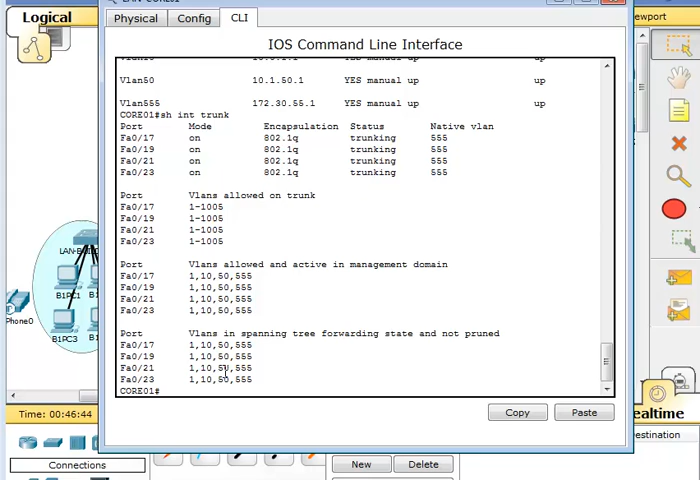 LAN-CORE01
Logical
Physical
Config
CLI
Viewport
IOS Command Line Interface
Vlan50 10.1.50.1 YES manual up up
Vlan555 172.30.55.1 YES manual up up
CORE01#sh int trunk
Port Mode Encapsulation Status Native vlan
Fa0/17 on 802.1q trunking 555
Fa0/19 on 802.1q trunking 555
Fa0/21 on 802.1q trunking 555
Fa0/23 on 802.1q trunking 555
Port Vlans allowed on trunk
Fa0/17 1-1005
Fa0/19 1-1005
Fa0/21 1-1005
Fa0/23 1-1005
Port Vlans allowed and active in management domain
Fa0/17 1,10,50,555
Fa0/19 1,10,50,555
Fa0/21 1,10,50,555
Fa0/23 1,10,50,555
Port Vlans in spanning tree forwarding state and not pruned
Fa0/17 1,10,50,555
Fa0/19 1,10,50,555
Fa0/21 1,10,50,555
Fa0/23 1,10,50,555
CORE01#
B1PC1
Phone0
B1PC3
Copy
Paste
Time: 00:46:44
Realtime
Connections
New
Delete
Destination